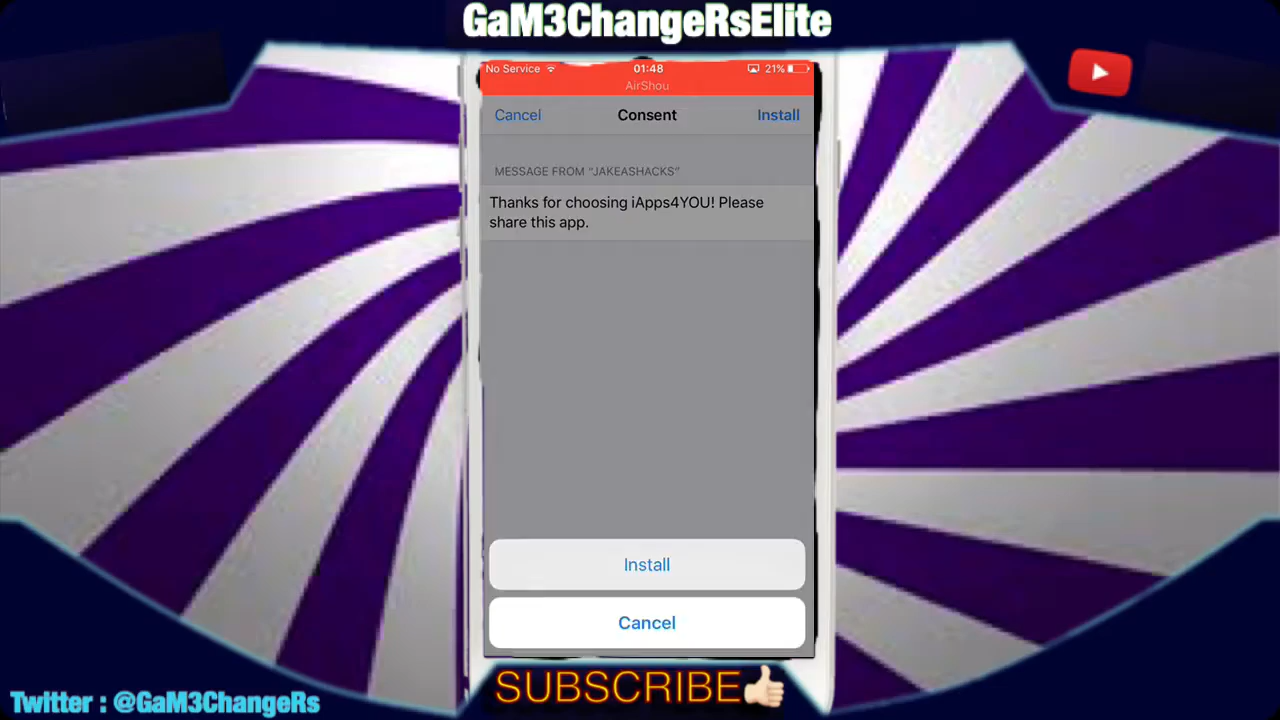 GaM3ChangeRsElite
No Service 01:48 21%
AirShou
Cancel Consent Install
MESSAGE FROM “JAKEASHACKS”
Thanks for choosing iApps4YOU! Please
share this app.
Install
Cancel
SUBSCRIBE
Twitter : @GaM3ChangeRs